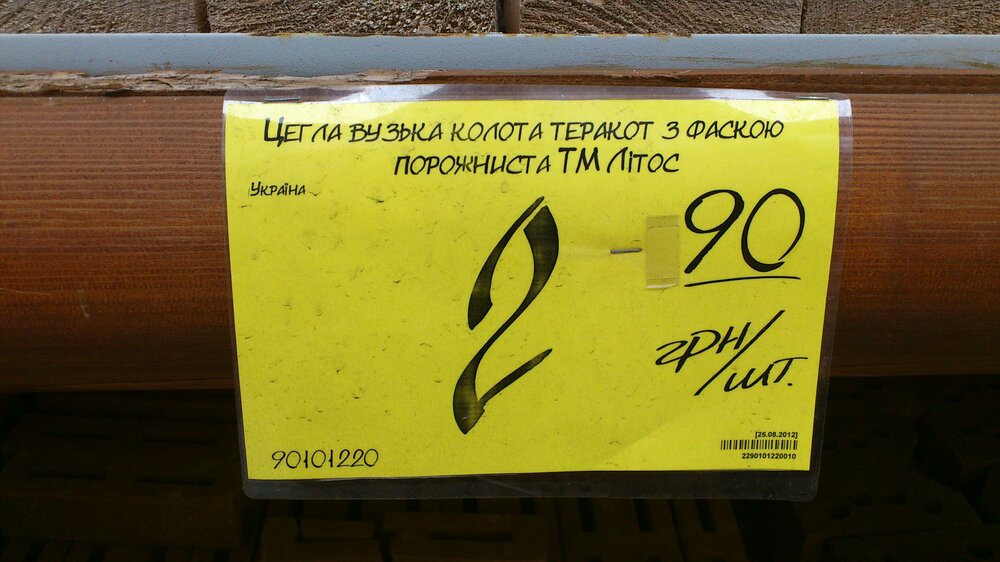 Цегла вузька колота теракот з фаскою
порожниста ТМ Літос
Україна
2 90
грн/шт.
[25.08.2012]
90101220
2290101220010